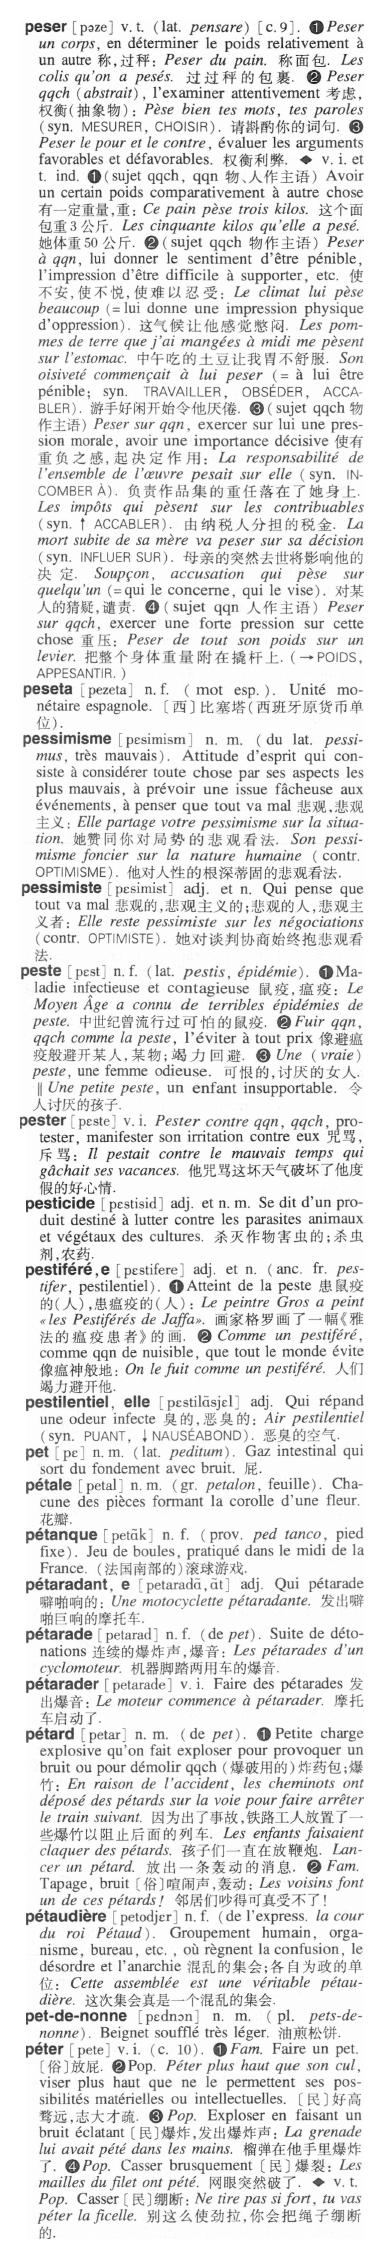 peser [pəze] v. t. (lat. pensare) [c. 9]. ❶ Peser
un corps, en déterminer le poids relativement à
un autre 称,过秤: Peser du pain. 称面包. Les
colis qu'on a pesés. 过过秤的包裹. ❷ Peser
qqch (abstrait), l'examiner attentivement 考虑,
权衡(抽象物): Pèse bien tes mots, tes paroles
(syn. MESURER, CHOISIR). 请斟酌你的词句. ❸
Peser le pour et le contre, évaluer les arguments
favorables et défavorables. 权衡利弊. ◆ v. i. et
t. ind. ❶ (sujet qqch, qqn 物、人作主语) Avoir
un certain poids comparativement à autre chose
有一定重量,重: Ce pain pèse trois kilos. 这个面
包重 3 公斤. Les cinquante kilos qu'elle a pesé.
她体重 50 公斤. ❷ (sujet qqch 物作主语) Peser
à qqn, lui donner le sentiment d'être pénible,
l'impression d'être difficile à supporter, etc. 使
不安,使不悦,使难以忍受: Le climat lui pèse
beaucoup (= lui donne une impression physique
d'oppression). 这气候让他感觉憋闷. Les pom-
mes de terre que j'ai mangées à midi me pèsent
sur l'estomac. 中午吃的土豆让我胃不舒服. Son
oisiveté commençait à lui peser (= à lui être
pénible; syn. TRAVAILLER, OBSÉDER, ACCA-
BLER). 游手好闲开始令他厌倦. ❸ (sujet qqch 物
作主语) Peser sur qqn, exercer sur lui une pres-
sion morale, avoir une importance décisive 使有
重负之感,起决定作用: La responsabilité de
l'ensemble de l'œuvre pesait sur elle (syn. IN-
COMBER À). 负责作品集的重任落在了她身上.
Les impôts qui pèsent sur les contribuables
(syn. ↑ ACCABLER). 由纳税人分担的税金. La
mort subite de sa mère va peser sur sa décision
(syn. INFLUER SUR). 母亲的突然去世将影响他的
决定. Soupçon, accusation qui pèse sur
quelqu'un (= qui le concerne, qui le vise). 对某
人的猜疑,谴责. ❹ (sujet qqn 人作主语) Peser
sur qqch, exercer une forte pression sur cette
chose 重压: Peser de tout son poids sur un
levier. 把整个身体重量附在撬杆上. (→ POIDS,
APPESANTIR. )
peseta [pezeta] n. f. (mot esp.). Unité mo-
nétaire espagnole. [西]比塞塔(西班牙原货币单
位).
pessimisme [pɛsimism] n. m. (du lat. pessi-
mus, très mauvais). Attitude d'esprit qui con-
siste à considérer toute chose par ses aspects les
plus mauvais, à prévoir une issue fâcheuse aux
événements, à penser que tout va mal 悲观,悲观
主义: Elle partage votre pessimisme sur la situa-
tion. 她赞同你对局势的悲观看法. Son pessi-
misme foncier sur la nature humaine (contr.
OPTIMISME). 他对人性的根深蒂固的悲观看法.
pessimiste [pɛsimist] adj. et n. Qui pense que
tout va mal 悲观的,悲观主义的;悲观的人,悲观主
义者: Elle reste pessimiste sur les négociations
(contr. OPTIMISTE). 她对谈判协商始终抱悲观看
法.
peste [pɛst] n. f. (lat. pestis, épidémie). ❶ Ma-
ladie infectieuse et contagieuse 鼠疫,瘟疫: Le
Moyen Âge a connu de terribles épidémies de
peste. 中世纪曾流行过可怕的鼠疫. ❷ Fuir qqn,
qqch comme la peste, l'éviter à tout prix 像避瘟
疫般避开某人,某物;竭力回避. ❸ Une (vraie)
peste, une femme odieuse. 可恨的,讨厌的女人.
‖ Une petite peste, un enfant insupportable. 令
人讨厌的孩子.
pester [pɛste] v. i. Pester contre qqn, qqch, pro-
tester, manifester son irritation contre eux 咒骂,
斥骂: Il pestait contre le mauvais temps qui
gâchait ses vacances. 他咒骂这坏天气破坏了他度
假的好心情.
pesticide [pɛstisid] adj. et n. m. Se dit d'un pro-
duit destiné à lutter contre les parasites animaux
et végétaux des cultures. 杀灭作物害虫的;杀虫
剂,农药.
pestiféré, e [pɛstifere] adj. et n. (anc. fr. pes-
tifer, pestilentiel). ❶ Atteint de la peste 患鼠疫
的(人),患瘟疫的(人): Le peintre Gros a peint
«les Pestiférés de Jaffa». 画家格罗画了一幅《雅
法的瘟疫患者》的画. ❷ Comme un pestiféré,
comme qqn de nuisible, que tout le monde évite
像瘟神般地: On le fuit comme un pestiféré. 人们
竭力避开他.
pestilentiel, elle [pɛstilɑ̃sjɛl] adj. Qui répand
une odeur infecte 臭的,恶臭的: Air pestilentiel
(syn. PUANT, ↓ NAUSÉABOND). 恶臭的空气.
pet [pɛ] n. m. (lat. peditum). Gaz intestinal qui
sort du fondement avec bruit. 屁.
pétale [petal] n. m. (gr. petalon, feuille). Cha-
cune des pièces formant la corolle d'une fleur.
花瓣.
pétanque [petɑ̃k] n. f. (prov. ped tanco, pied
fixe). Jeu de boules, pratiqué dans le midi de la
France. (法国南部的)滚球游戏.
pétaradant, e [petaradɑ̃, ɑ̃t] adj. Qui pétarade
噼啪响的: Une motocyclette pétaradante. 发出噼
啪巨响的摩托车.
pétarade [petarad] n. f. (de pet). Suite de déto-
nations 连续的爆炸声,爆音: Les pétarades d'un
cyclomoteur. 机器脚踏两用车的爆音.
pétarader [petarade] v. i. Faire des pétarades 发
出爆音: Le moteur commence à pétarader. 摩托
车启动了.
pétard [petar] n. m. (de pet). ❶ Petite charge
explosive qu'on fait exploser pour provoquer un
bruit ou pour démolir qqch (爆破用的)炸药包;爆
竹: En raison de l'accident, les cheminots ont
déposé des pétards sur la voie pour faire arrêter
le train suivant. 因为出了事故,铁路工人放置了一
些爆竹以阻止后面的列车. Les enfants faisaient
claquer des pétards. 孩子们一直在放鞭炮. Lan-
cer un pétard. 放出一条轰动的消息. ❷ Fam.
Tapage, bruit [俗]喧闹声,轰动: Les voisins font
un de ces pétards! 邻居们吵得可真受不了!
pétaudière [petodjɛr] n. f. (de l'express. la cour
du roi Pétaud). Groupement humain, orga-
nisme, bureau, etc. , où règnent la confusion, le
désordre et l'anarchie 混乱的集会;各自为政的单
位: Cette assemblée est une véritable pétau-
dière. 这次集会真是一个混乱的集会.
pet-de-nonne [pɛdnɔn] n. m. (pl. pets-de-
nonne). Beignet soufflé très léger. 油煎松饼.
péter [pete] v. i. (c. 10). ❶ Fam. Faire un pet.
[俗]放屁. ❷ Pop. Péter plus haut que son cul,
viser plus haut que ne le permettent ses pos-
sibilités matérielles ou intellectuelles. [民]好高
骛远,志大才疏. ❸ Pop. Exploser en faisant un
bruit éclatant [民]爆炸,发出爆炸声: La grenade
lui avait pété dans les mains. 榴弹在他手里爆炸
了. ❹ Pop. Casser brusquement [民]爆裂: Les
mailles du filet ont pété. 网眼突然破了. ◆ v. t.
Pop. Casser [民]绷断: Ne tire pas si fort, tu vas
péter la ficelle. 别这么使劲拉,你会把绳子绷断
的.